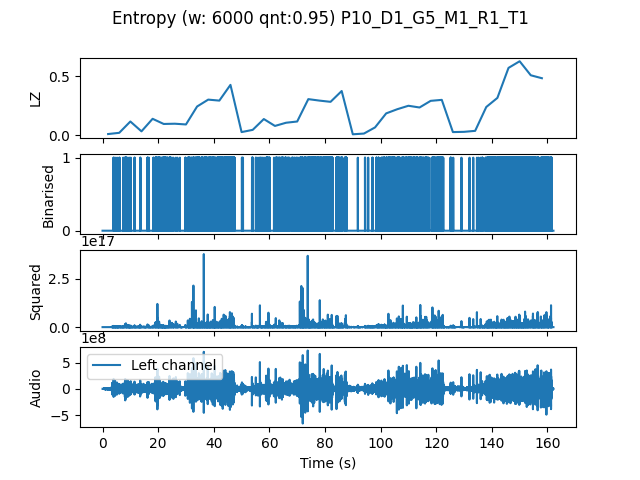 Entropy (w: 6000 qnt:0.95) P10_D1_G5_M1_R1_T1
0.5
0.0
LZ
1
0
Binarised
1e17
2.5
0.0
Squared
1e8
5
0
−5
Audio
Left channel
0 20 40 60 80 100 120 140 160
Time (s)